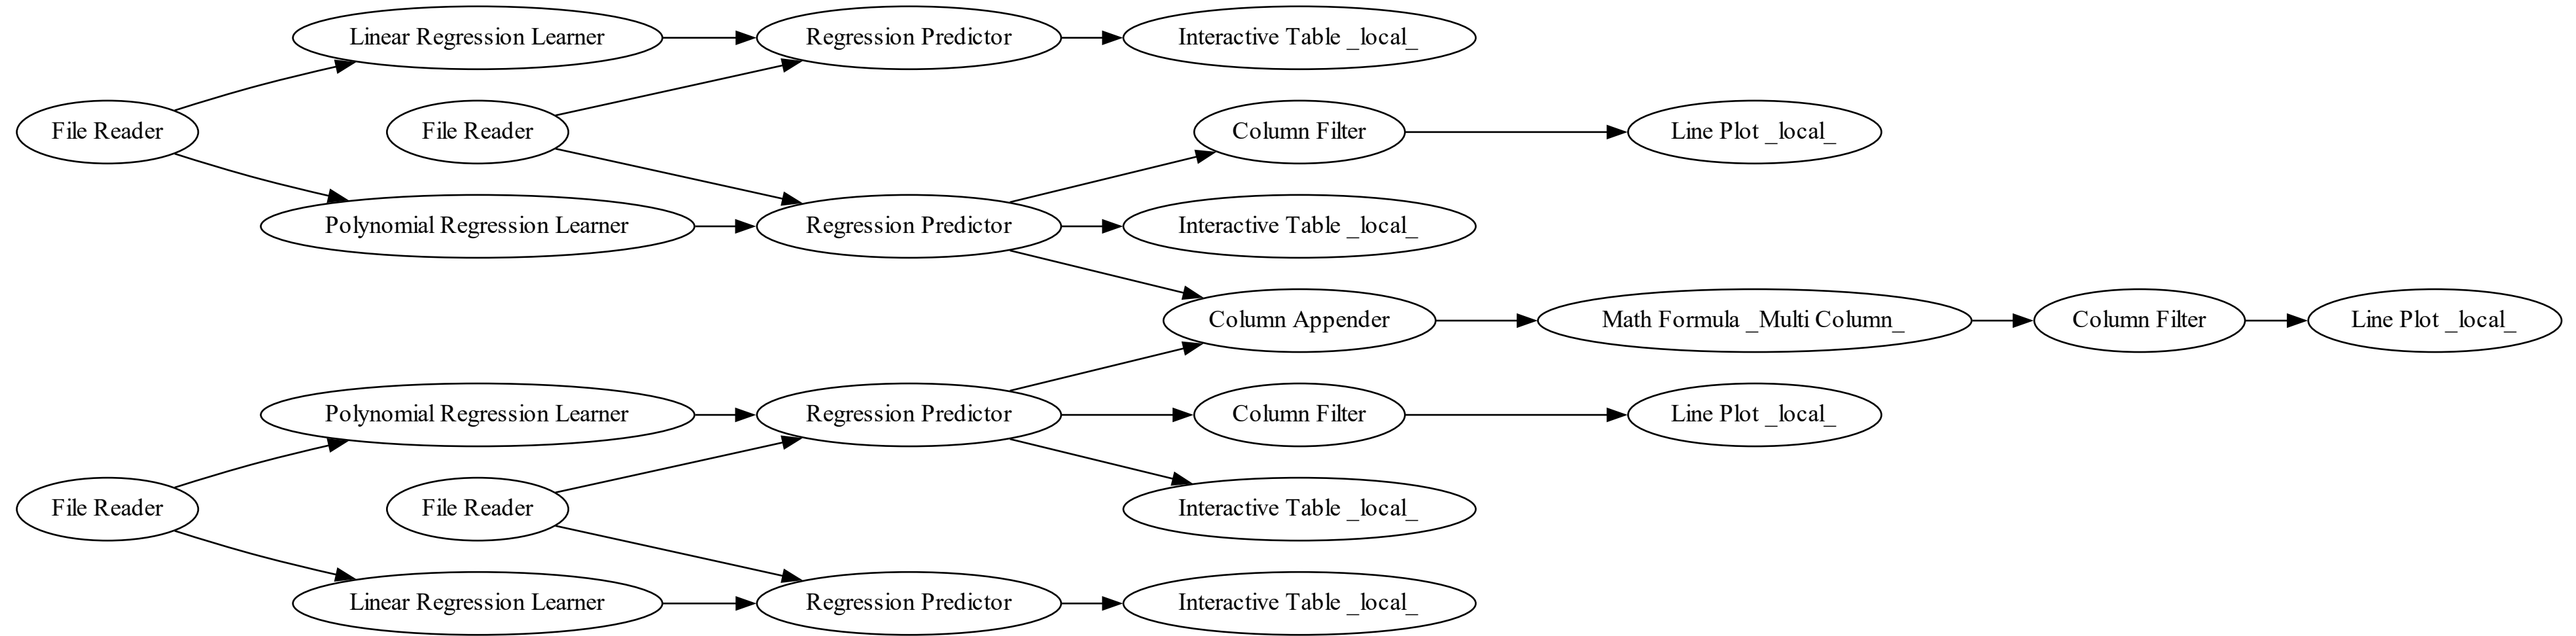 Linear Regression Learner
Regression Predictor
Interactive Table _local_
File Reader
File Reader
Column Filter
Line Plot _local_
Polynomial Regression Learner
Regression Predictor
Interactive Table _local_
Column Appender
Math Formula _Multi Column_
Column Filter
Line Plot _local_
Polynomial Regression Learner
Regression Predictor
Column Filter
Line Plot _local_
File Reader
File Reader
Interactive Table _local_
Linear Regression Learner
Regression Predictor
Interactive Table _local_